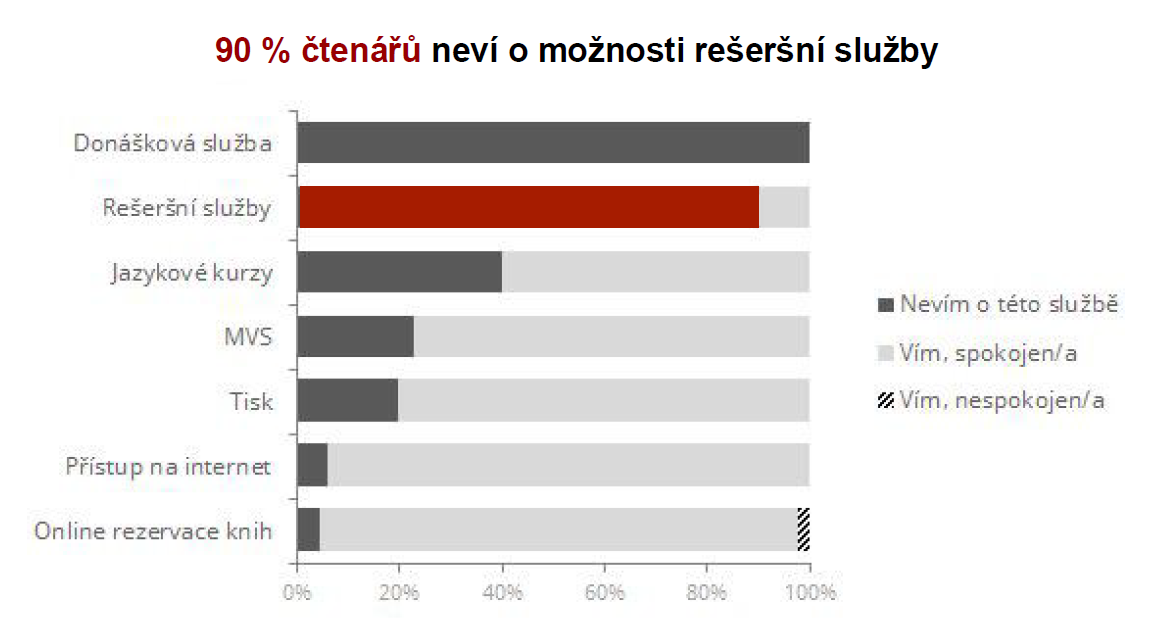 90 % čtenářů neví o možnosti rešeršní služby
Donášková služba
Rešeršní služby
Jazykové kurzy
MVS
Tisk
Přístup na internet
Online rezervace knih
0%
20%
40%
60%
80%
100%
Nevím o této službě
Vím, spokojen/a
Vím, nespokojen/a